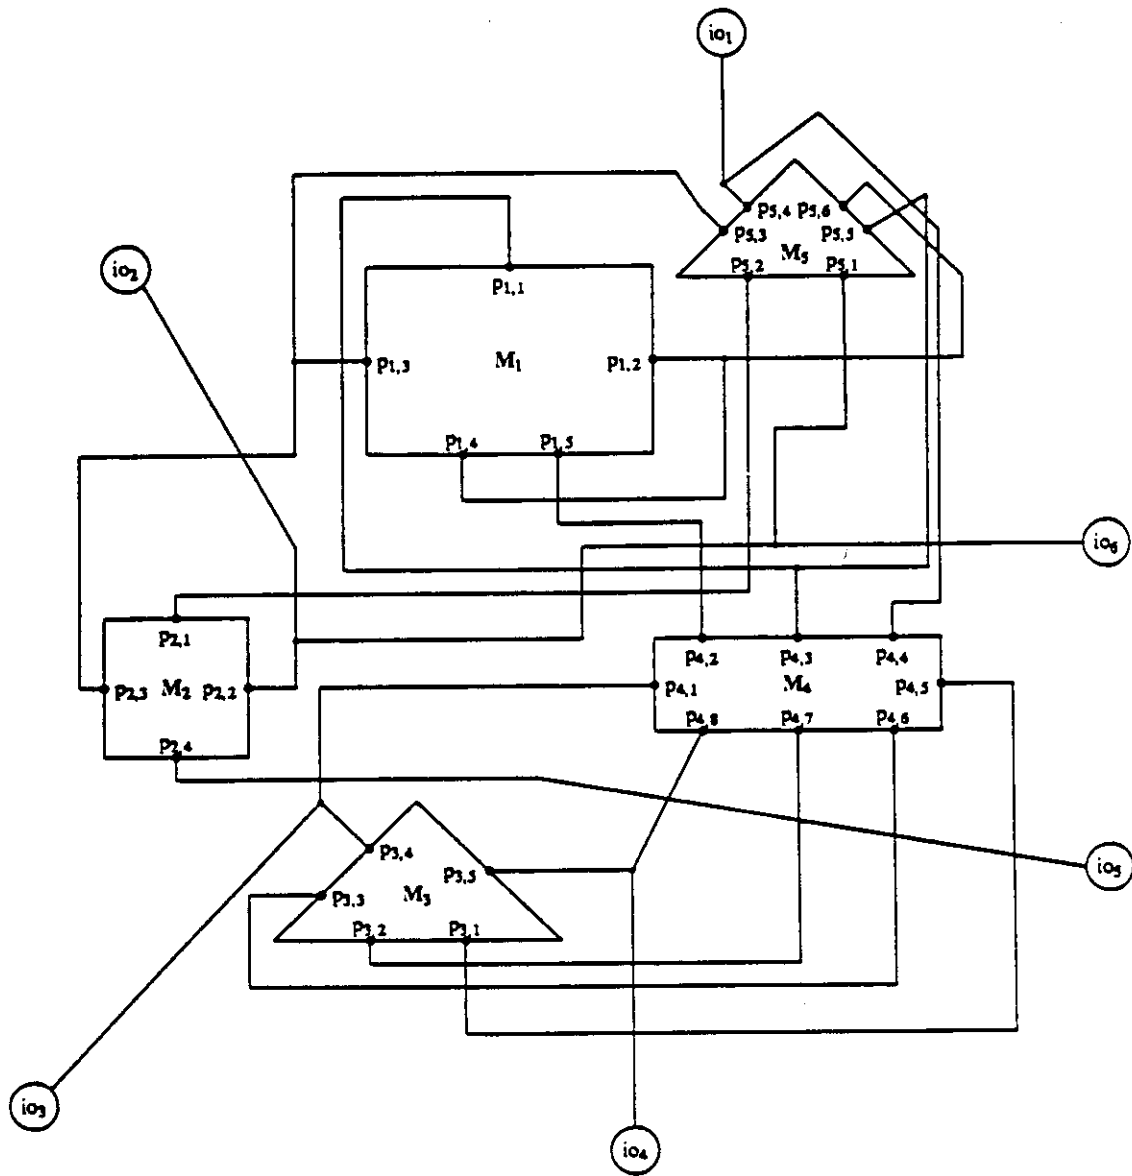 io1
p5,4 p5,6
p5,3 p5,5
M5
p5,2 p5,1
io2
p1,1
p1,3 M1 p1,2
p1,4 p1,5
io6
p2,1
p4,2 p4,3 p4,4
p2,3 M2 p2,2
p4,1 M4 p4,5
p4,8 p4,7 p4,6
p2,4
p3,4
p3,5
io5
p3,3 M3
p3,2 p3,1
io3
io4